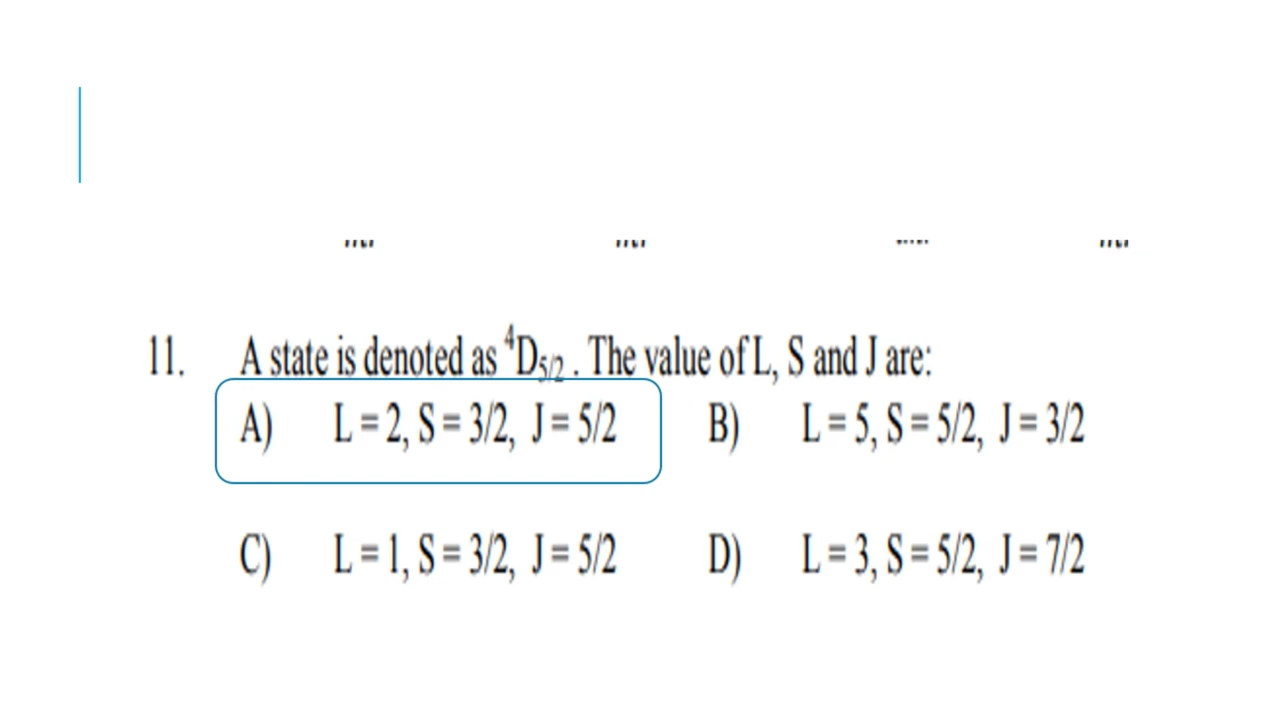 11. A state is denoted as ⁴D₅/₂ . The value of L, S and J are:
A) L = 2, S = 3/2, J = 5/2 B) L = 5, S = 5/2, J = 3/2
C) L = 1, S = 3/2, J = 5/2 D) L = 3, S = 5/2, J = 7/2